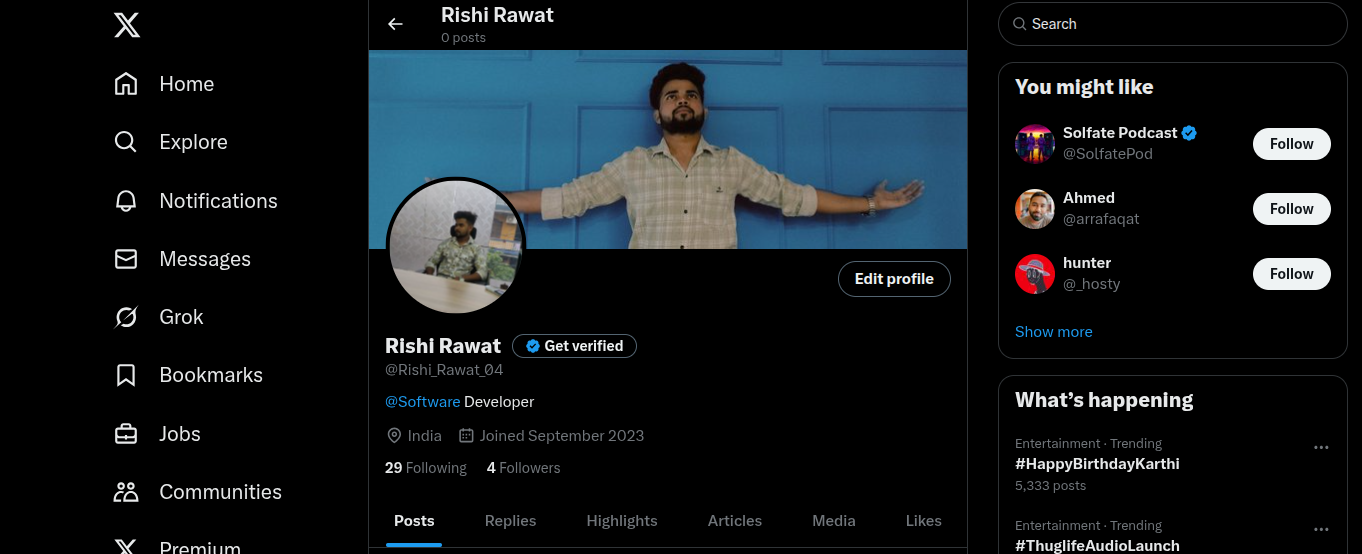 Home
Explore
Notifications
Messages
Grok
Bookmarks
Jobs
Communities
Premium
Rishi Rawat
0 posts
Edit profile
Rishi Rawat Get verified
@Rishi_Rawat_04
@Software Developer
India Joined September 2023
29 Following 4 Followers
Posts Replies Highlights Articles Media Likes
Search
You might like
Solfate Podcast
@SolfatePod
Follow
Ahmed
@arrafaqat
Follow
hunter
@_hosty
Follow
Show more
What’s happening
Entertainment · Trending
#HappyBirthdayKarthi
5,333 posts
Entertainment · Trending
#ThuglifeAudioLaunch